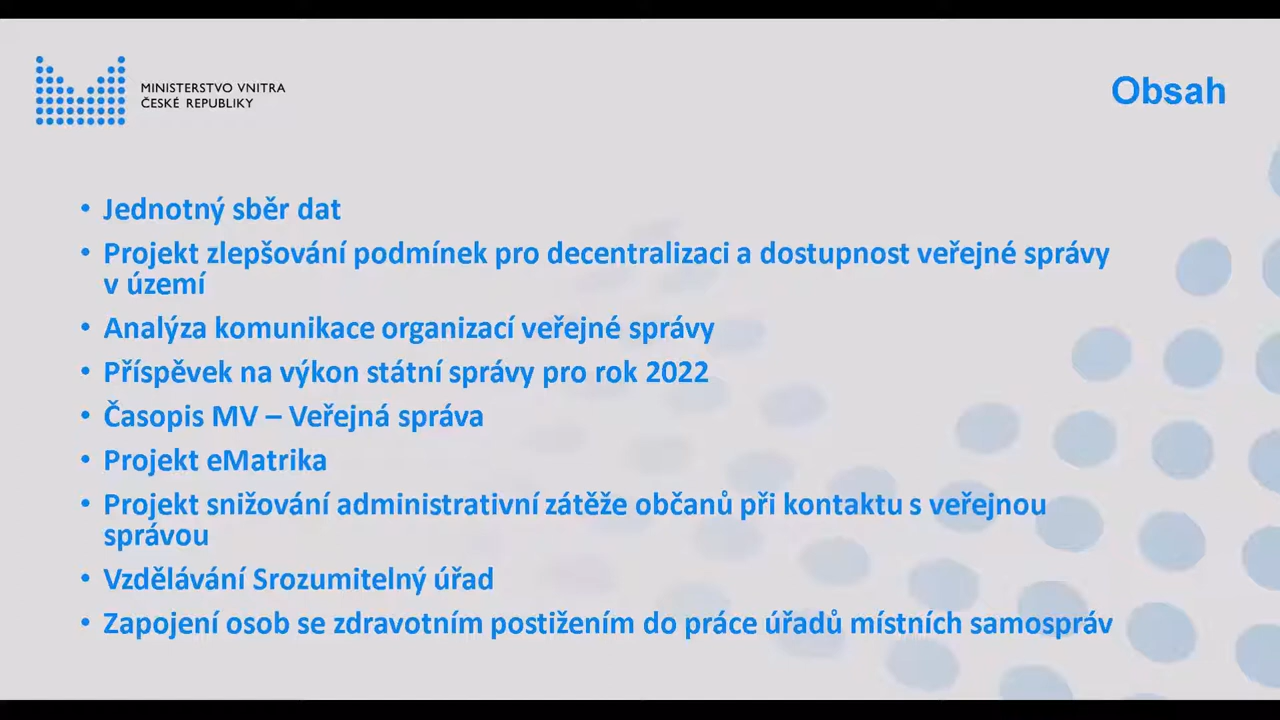 MINISTERSTVO VNITRA
ČESKÉ REPUBLIKY
Obsah
• Jednotný sběr dat
• Projekt zlepšování podmínek pro decentralizaci a dostupnost veřejné správy
v území
• Analýza komunikace organizací veřejné správy
• Příspěvek na výkon státní správy pro rok 2022
• Časopis MV – Veřejná správa
• Projekt eMatrika
• Projekt snižování administrativní zátěže občanů při kontaktu s veřejnou
správou
• Vzdělávání Srozumitelný úřad
• Zapojení osob se zdravotním postižením do práce úřadů místních samospráv